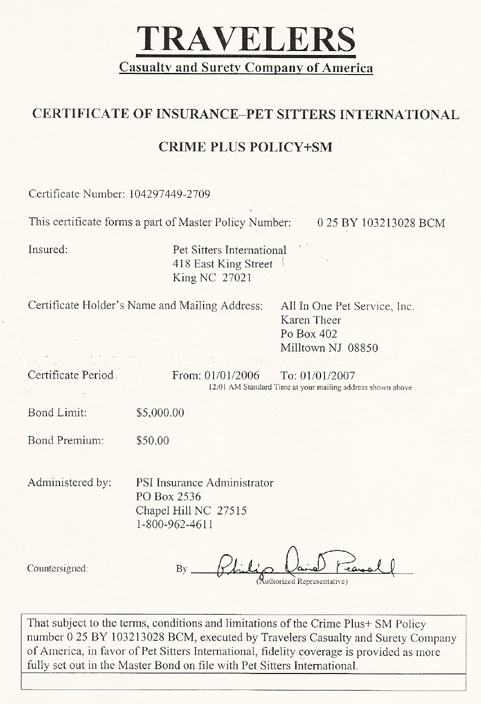 TRAVELERS
Casualty and Surety Company of America
CERTIFICATE OF INSURANCE–PET SITTERS INTERNATIONAL
CRIME PLUS POLICY+SM
Certificate Number: 104297449-2709
This certificate forms a part of Master Policy Number: 0 25 BY 103213028 BCM
Insured: Pet Sitters International
418 East King Street
King NC 27021
Certificate Holder's Name and Mailing Address: All In One Pet Service, Inc.
Karen Theer
Po Box 402
Milltown NJ 08850
Certificate Period From: 01/01/2006 To: 01/01/2007
12:01 AM Standard Time at your mailing address shown above
Bond Limit: $5,000.00
Bond Premium: $50.00
Administered by: PSI Insurance Administrator
PO Box 2536
Chapel Hill NC 27515
1-800-962-4611
Countersigned: By Philip David Pearsall
(Authorized Representative)
That subject to the terms, conditions and limitations of the Crime Plus+ SM Policy
number 0 25 BY 103213028 BCM, executed by Travelers Casualty and Surety Company
of America, in favor of Pet Sitters International, fidelity coverage is provided as more
fully set out in the Master Bond on file with Pet Sitters International.